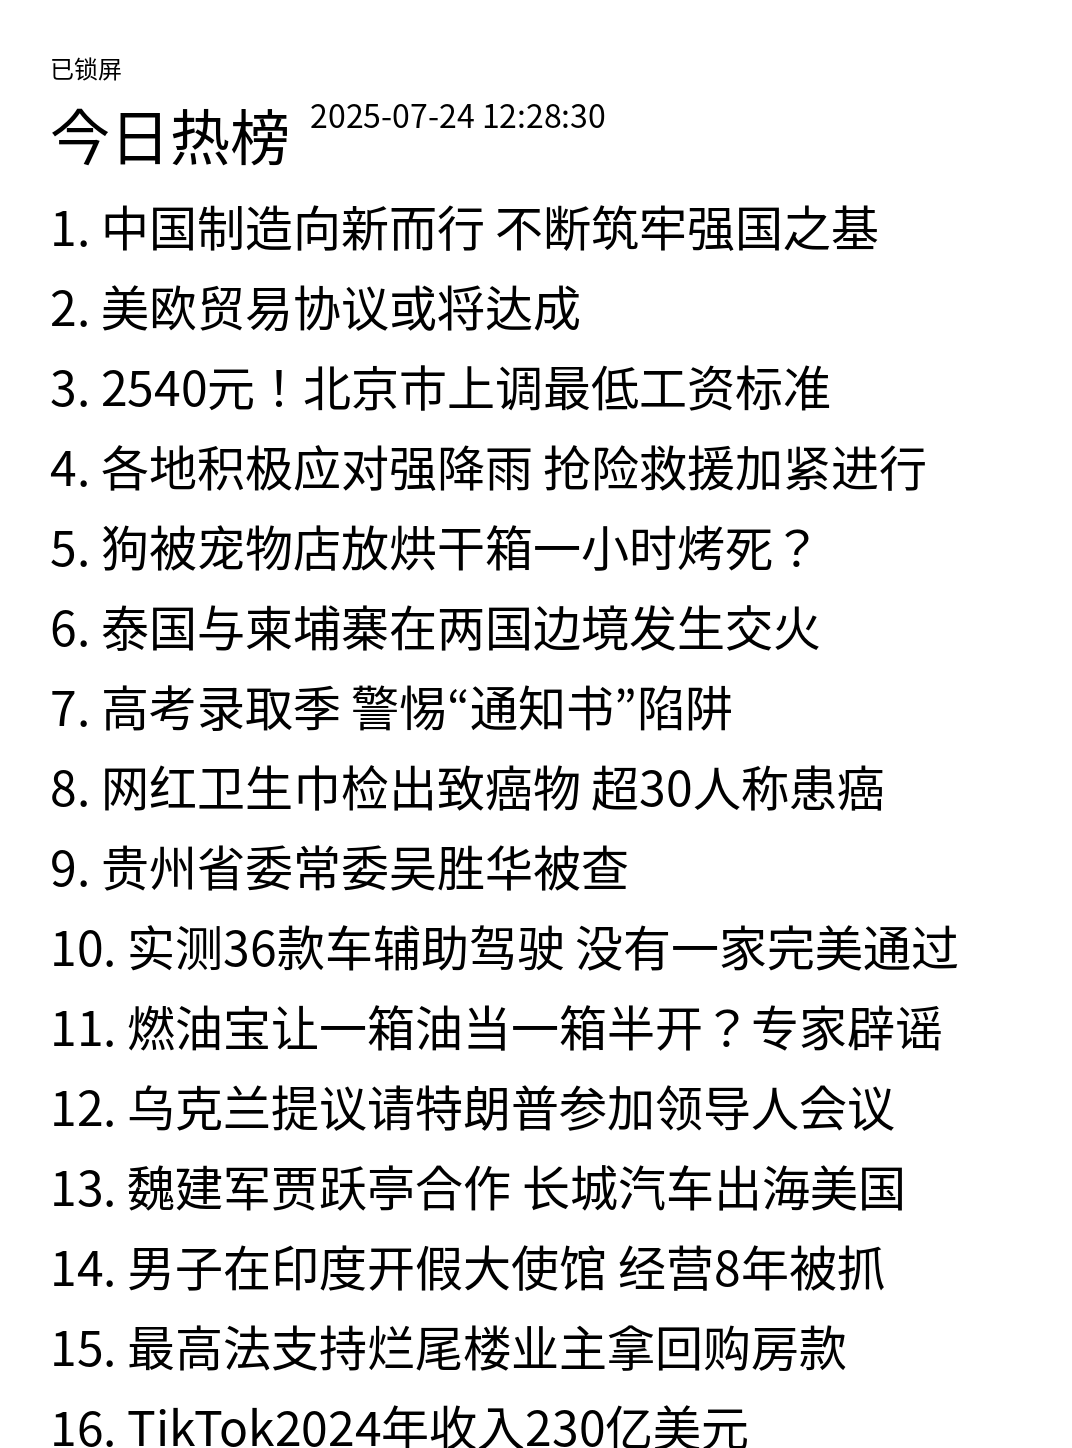 已锁屏
今日热榜 2025-07-24 12:28:30
1. 中国制造向新而行 不断筑牢强国之基
2. 美欧贸易协议或将达成
3. 2540元！北京市上调最低工资标准
4. 各地积极应对强降雨 抢险救援加紧进行
5. 狗被宠物店放烘干箱一小时烤死？
6. 泰国与柬埔寨在两国边境发生交火
7. 高考录取季 警惕“通知书”陷阱
8. 网红卫生巾检出致癌物 超30人称患癌
9. 贵州省委常委吴胜华被查
10. 实测36款车辅助驾驶 没有一家完美通过
11. 燃油宝让一箱油当一箱半开？专家辟谣
12. 乌克兰提议请特朗普参加领导人会议
13. 魏建军贾跃亭合作 长城汽车出海美国
14. 男子在印度开假大使馆 经营8年被抓
15. 最高法支持烂尾楼业主拿回购房款
16. TikTok2024年收入230亿美元